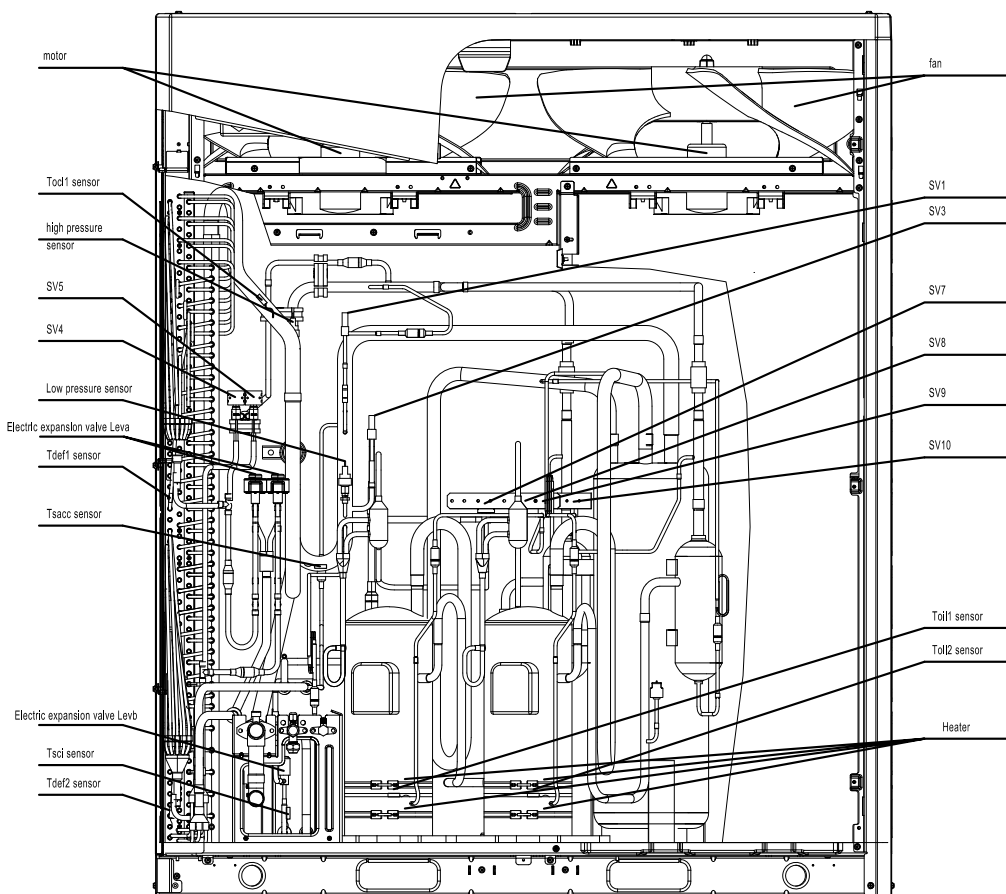 motor
fan
Tocl1 sensor
SV1
SV3
high pressure
sensor
SV5
SV7
SV4
SV8
Low pressure sensor
SV9
Electric expansion valve Leva
SV10
Tdef1 sensor
Tsacc sensor
Toil1 sensor
Toll2 sensor
Electric expansion valve Levb
Heater
Tsci sensor
Tdef2 sensor